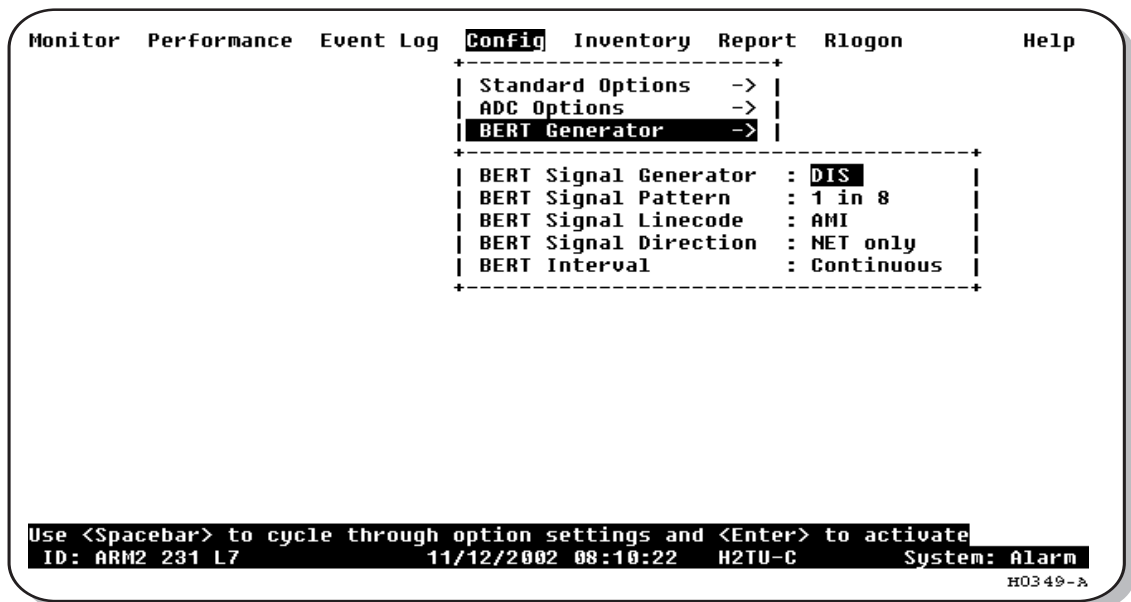 Monitor Performance Event Log Config Inventory Report Rlogon Help
Standard Options ->
ADC Options ->
BERT Generator ->
BERT Signal Generator : DIS
BERT Signal Pattern : 1 in 8
BERT Signal Linecode : AMI
BERT Signal Direction : NET only
BERT Interval : Continuous
Use <Spacebar> to cycle through option settings and <Enter> to activate
ID: ARM2 231 L7 11/12/2002 08:10:22 H2TU-C System: Alarm
H0349-A